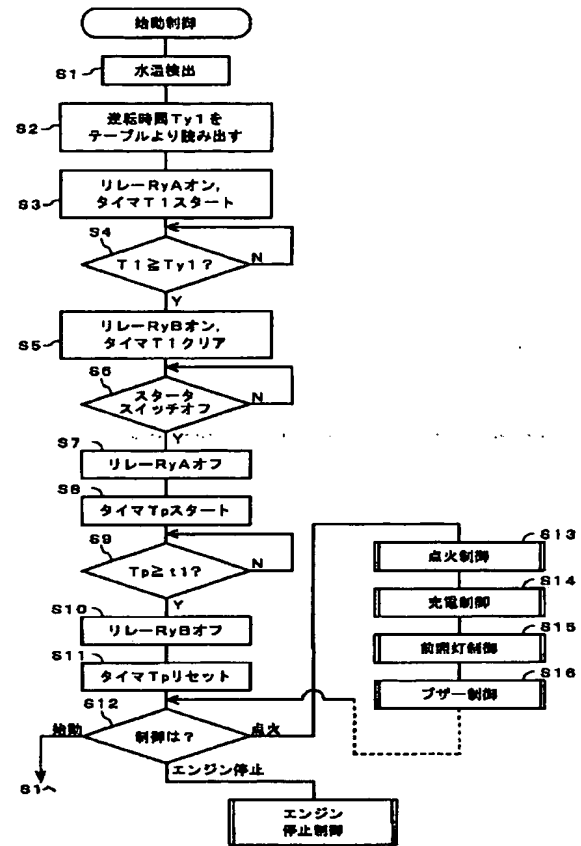 始動制御
S1
水温検出
S2
逆転時間Ty1を
テーブルより読み出す
S3
リレーRyAオン,
タイマT1スタート
S4
T1≧Ty1?
N
Y
S5
リレーRyBオン,
タイマT1クリア
S6
スタータ
スイッチオフ
N
Y
S7
リレーRyAオフ
S8
タイマTpスタート
S9
Tp≧t1?
N
Y
S10
リレーRyBオフ
S11
タイマTpリセット
S12
制御は?
始動
点火
エンジン停止
S1へ
S13
点火制御
S14
充電制御
S15
前照灯制御
S16
ブザー制御
エンジン
停止制御